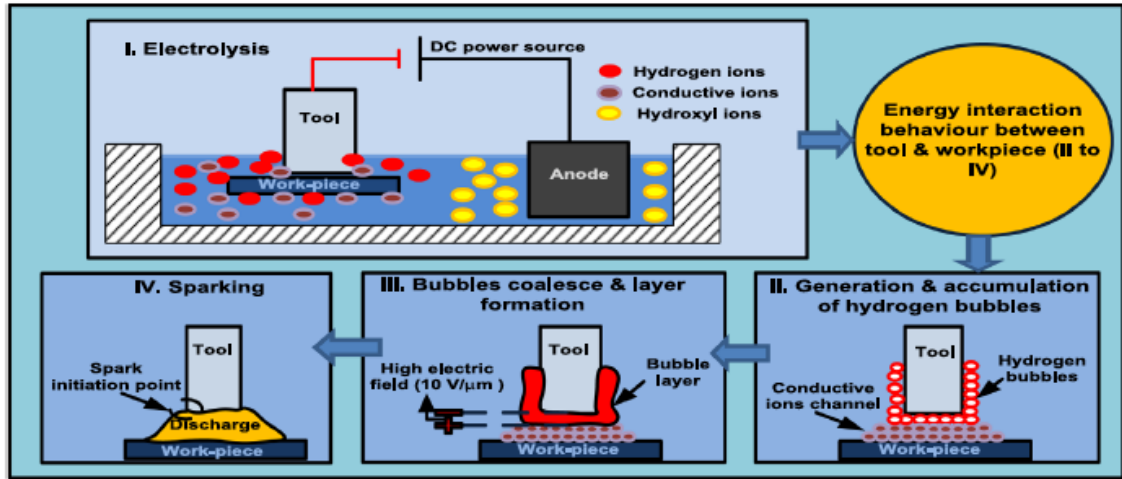 I. Electrolysis
DC power source
Hydrogen ions
Conductive ions
Hydroxyl ions
Tool
Work-piece
Anode
Energy interaction
behaviour between
tool & workpiece (II to
IV)
IV. Sparking
Tool
Spark
initiation point
Discharge
Work-piece
III. Bubbles coalesce & layer
formation
Tool
High electric
field (10 V/μm )
Bubble
layer
Work-piece
II. Generation & accumulation
of hydrogen bubbles
Tool
Hydrogen
bubbles
Conductive
ions channel
Work-piece